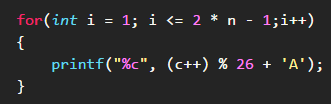 for(int i = 1; i <= 2 * n - 1;i++)
{
    printf("%c", (c++) % 26 + 'A');
}